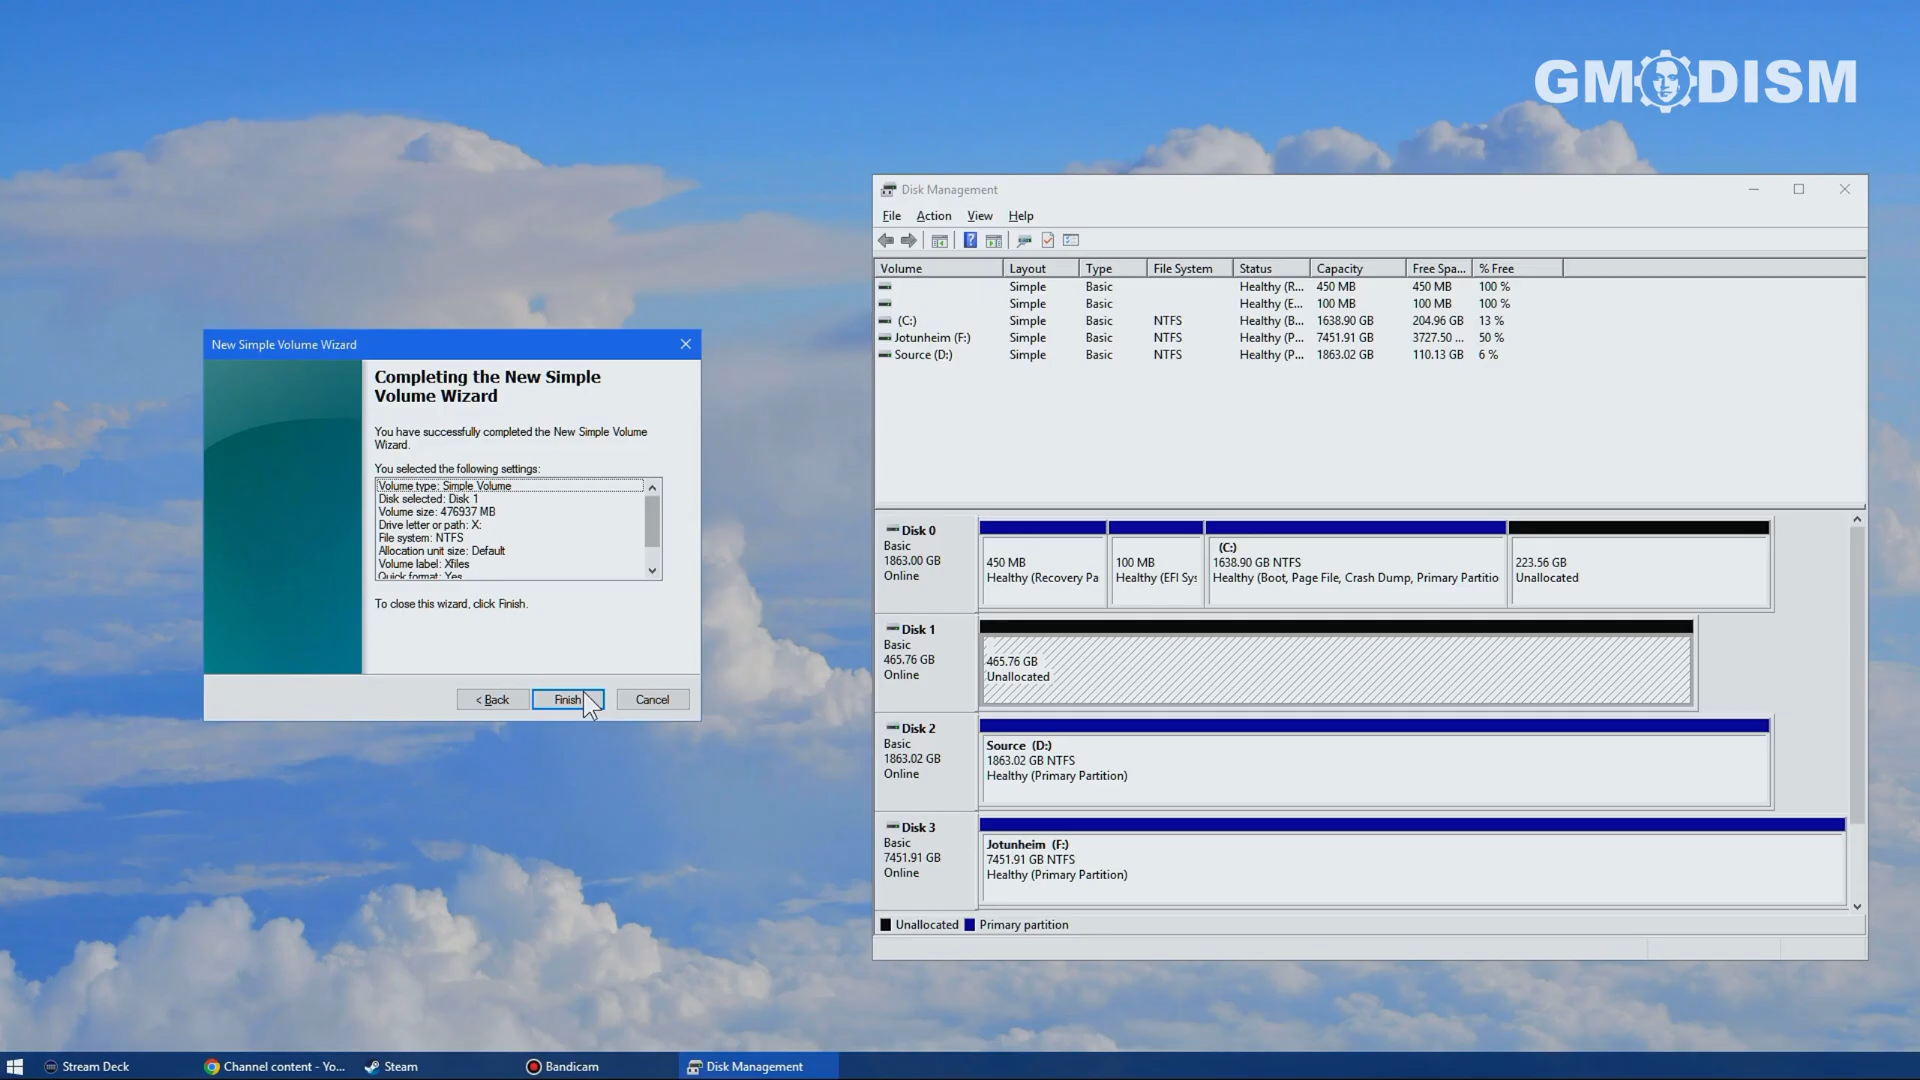 GMODISM
New Simple Volume Wizard
Completing the New Simple
Volume Wizard
You have successfully completed the New Simple Volume
Wizard.
You selected the following settings:
Volume type: Simple Volume
Disk selected: Disk 1
Volume size: 476937 MB
Drive letter or path: X:
File system: NTFS
Allocation unit size: Default
Volume label: Xfiles
Quick format: Yes
To close this wizard, click Finish.
< Back
Finish
Cancel
Disk Management
File Action View Help
Volume Layout Type File System Status Capacity Free Spa... % Free
Simple Basic Healthy (R... 450 MB 450 MB 100 %
Simple Basic Healthy (E... 100 MB 100 MB 100 %
(C:) Simple Basic NTFS Healthy (B... 1638.90 GB 204.96 GB 13 %
Jotunheim (F:) Simple Basic NTFS Healthy (P... 7451.91 GB 3727.50 ... 50 %
Source (D:) Simple Basic NTFS Healthy (P... 1863.02 GB 110.13 GB 6 %
Disk 0
Basic
1863.00 GB
Online
450 MB
Healthy (Recovery Pa
100 MB
Healthy (EFI Sys
(C:)
1638.90 GB NTFS
Healthy (Boot, Page File, Crash Dump, Primary Partitio
223.56 GB
Unallocated
Disk 1
Basic
465.76 GB
Online
465.76 GB
Unallocated
Disk 2
Basic
1863.02 GB
Online
Source (D:)
1863.02 GB NTFS
Healthy (Primary Partition)
Disk 3
Basic
7451.91 GB
Online
Jotunheim (F:)
7451.91 GB NTFS
Healthy (Primary Partition)
Unallocated Primary partition
Stream Deck
Channel content - Yo...
Steam
Bandicam
Disk Management